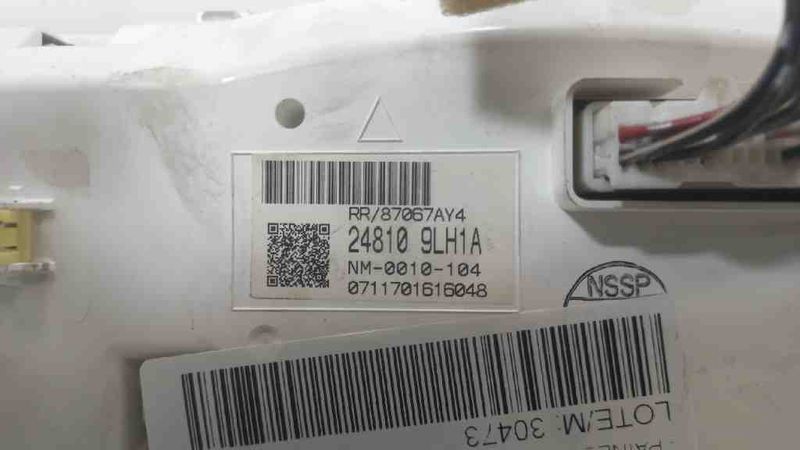 RR/87067AY4
24810 9LH1A
NM-0010-104
0711701616048
NSSP
LOTE/M: 30473